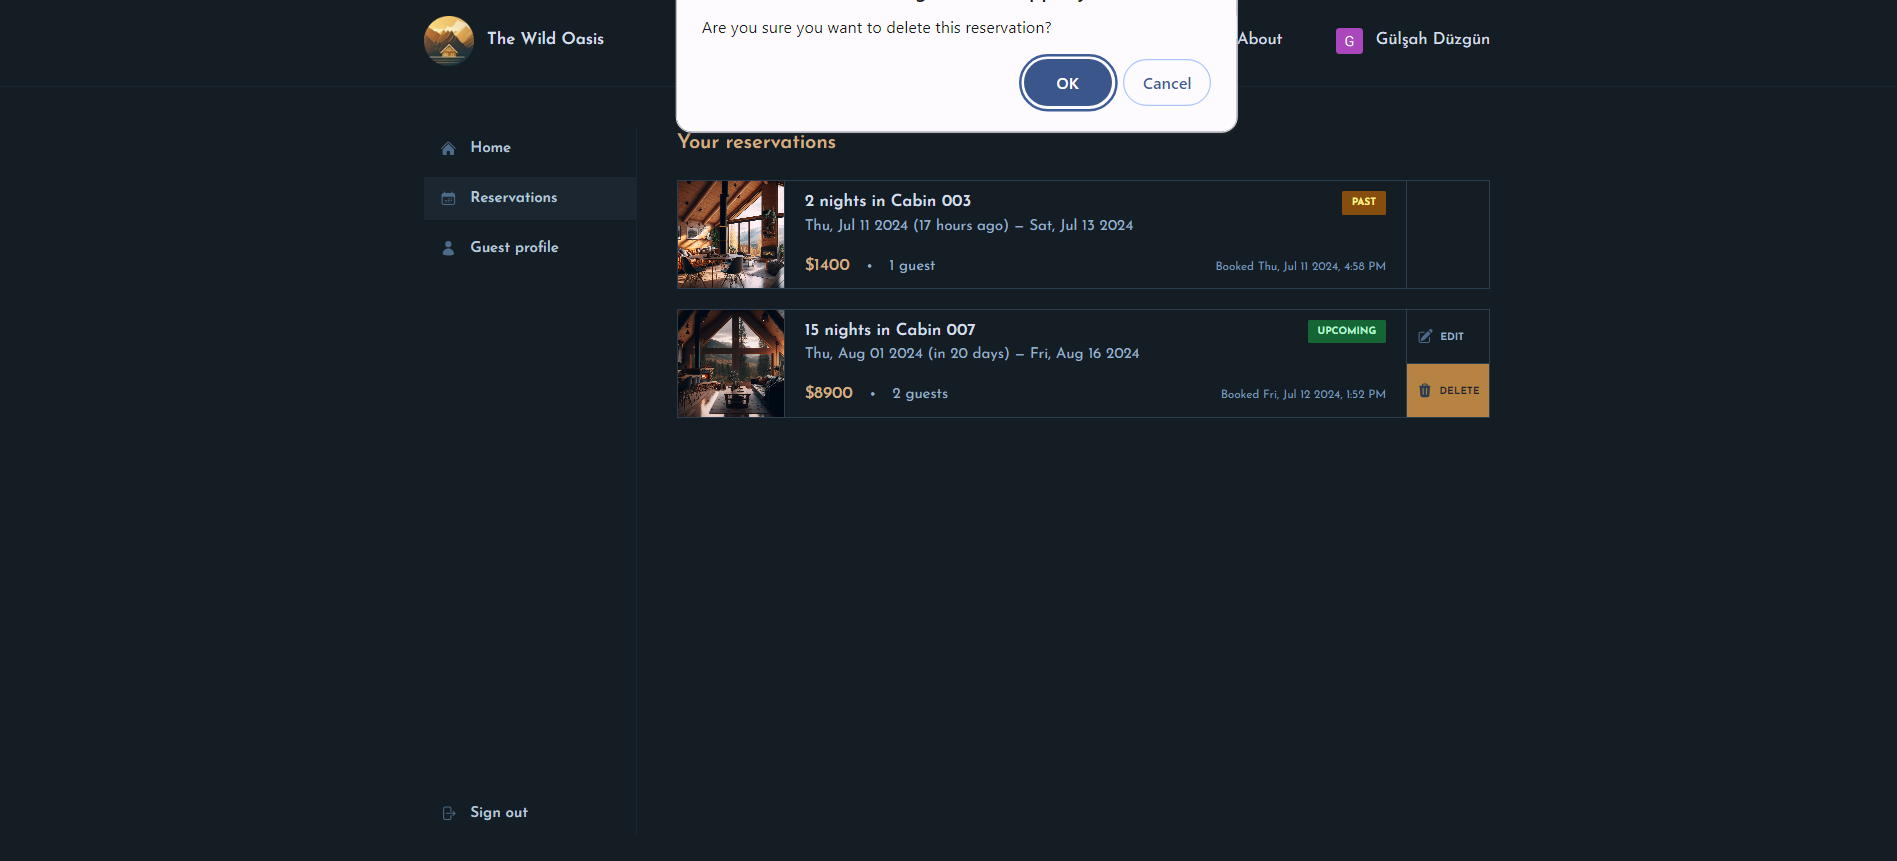 Are you sure you want to delete this reservation?
OK
Cancel
The Wild Oasis
About
G
Gülşah Düzgün
Home
Reservations
Guest profile
Sign out
Your reservations
2 nights in Cabin 003
PAST
Thu, Jul 11 2024 (17 hours ago) — Sat, Jul 13 2024
$1400 • 1 guest
Booked Thu, Jul 11 2024, 4:58 PM
15 nights in Cabin 007
UPCOMING
Thu, Aug 01 2024 (in 20 days) — Fri, Aug 16 2024
$8900 • 2 guests
Booked Fri, Jul 12 2024, 1:52 PM
EDIT
DELETE